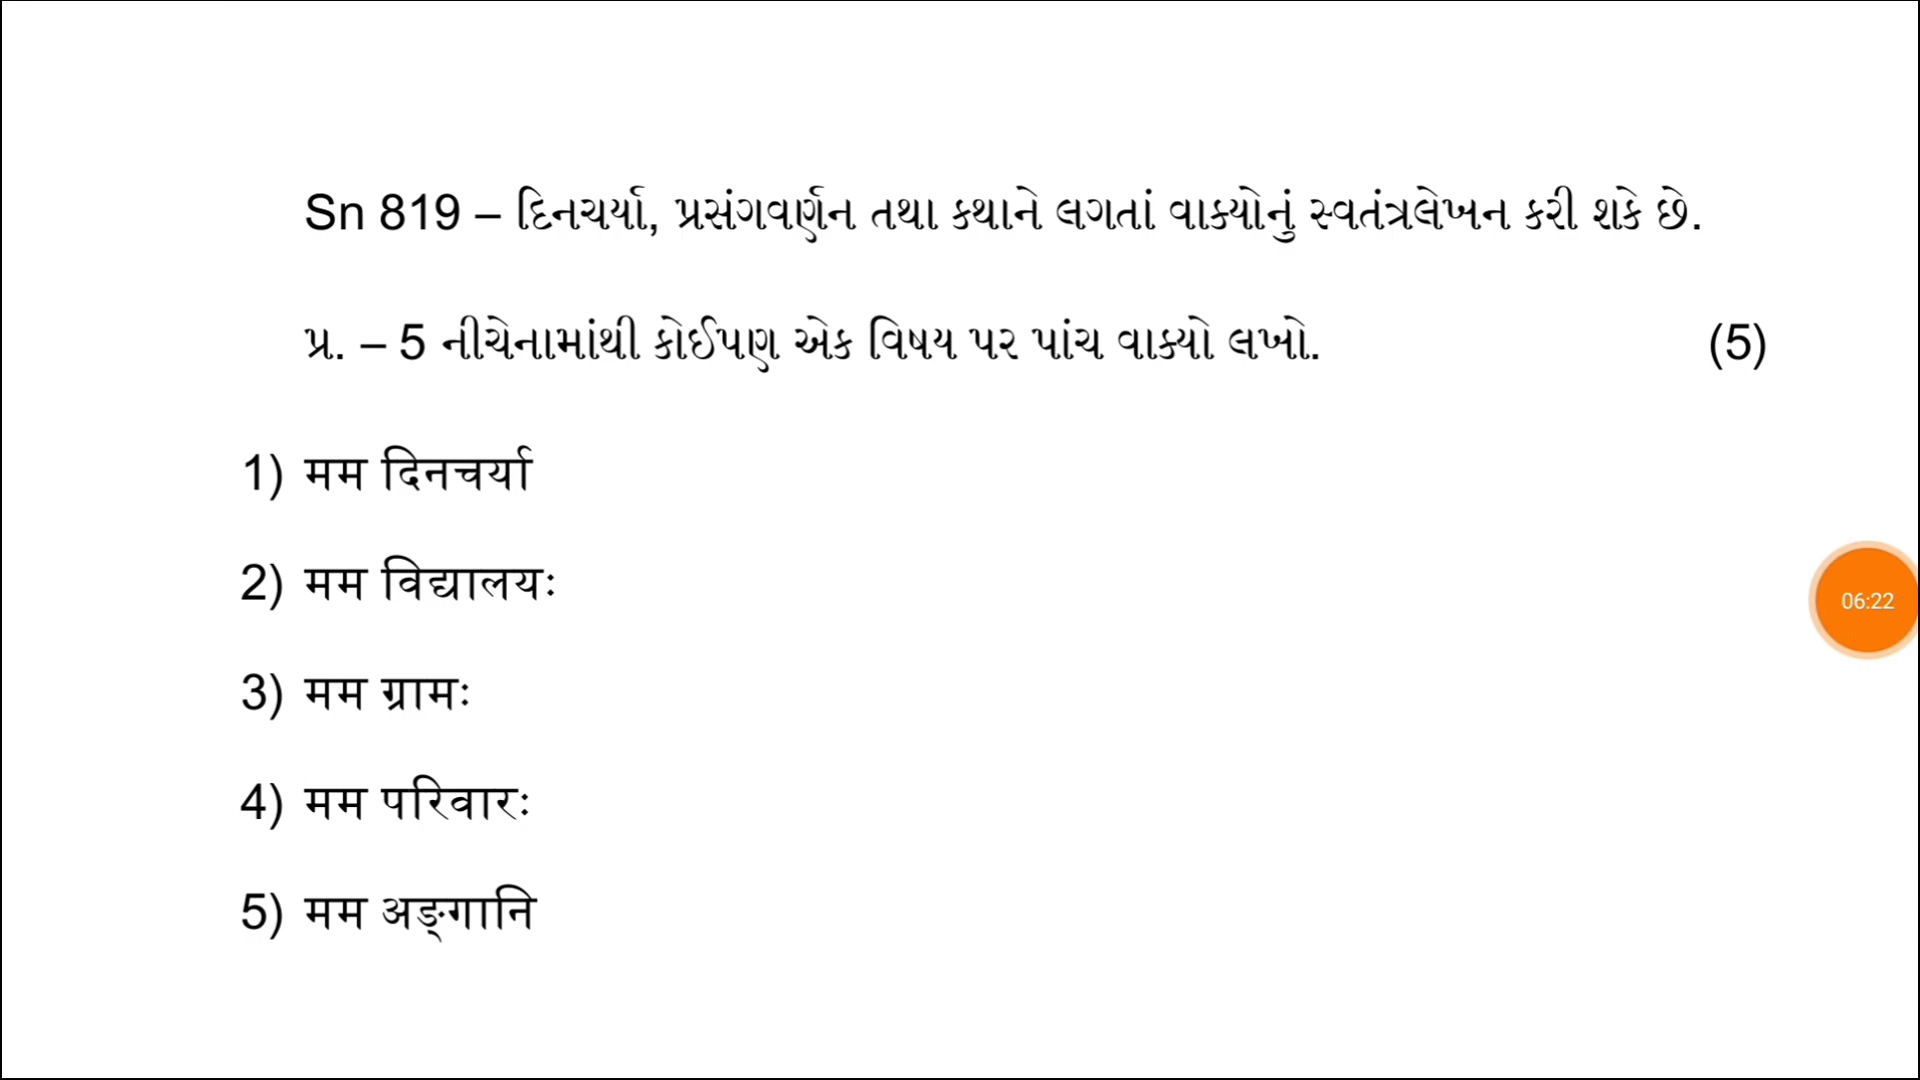 Sn 819 – દિનચર્યા, પ્રસંગવર્ણન તથા કથાને લગતાં વાક્યોનું સ્વતંત્રલેખન કરી શકે છે.
પ્ર. – 5 નીચેનામાંથી કોઈપણ એક વિષય પર પાંચ વાક્યો લખો. (5)
1) मम दिनचर्या
2) मम विद्यालयः
3) मम ग्रामः
4) मम परिवारः
5) मम अङ्गानि
06:22